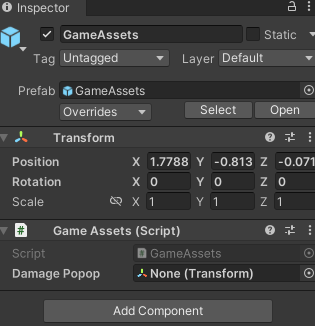 Inspector
GameAssets Static
Tag Untagged Layer Default
Prefab GameAssets
Overrides Select Open
Transform
Position X 1.7788 Y -0.813 Z -0.071
Rotation X 0 Y 0 Z 0
Scale X 1 Y 1 Z 1
# Game Assets (Script)
Script # GameAssets
Damage Popop None (Transform)
Add Component